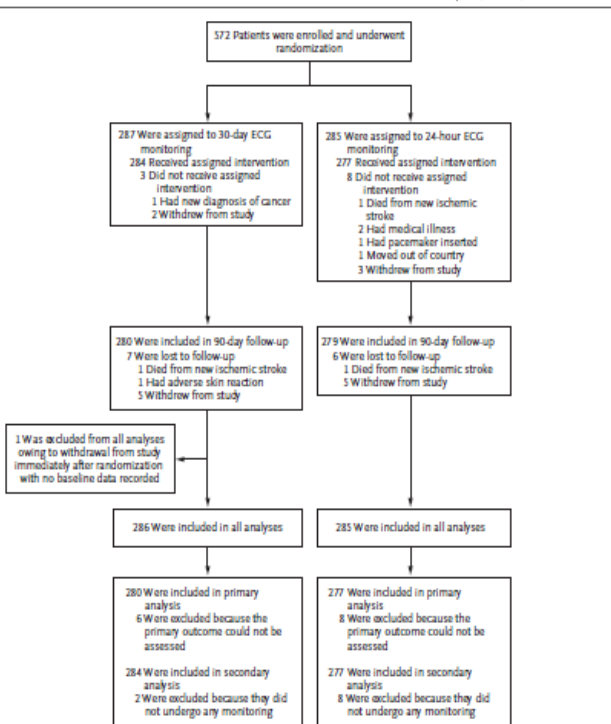 572 Patients were enrolled and underwent
randomization
287 Were assigned to 30-day ECG
monitoring
284 Received assigned intervention
3 Did not receive assigned
intervention
1 Had new diagnosis of cancer
2 Withdrew from study
285 Were assigned to 24-hour ECG
monitoring
277 Received assigned intervention
8 Did not receive assigned
intervention
1 Died from new ischemic
stroke
2 Had medical illness
1 Had pacemaker inserted
1 Moved out of country
3 Withdrew from study
280 Were included in 90-day follow-up
7 Were lost to follow-up
1 Died from new ischemic stroke
1 Had adverse skin reaction
5 Withdrew from study
279 Were included in 90-day follow-up
6 Were lost to follow-up
1 Died from new ischemic stroke
5 Withdrew from study
1 Was excluded from all analyses
owing to withdrawal from study
immediately after randomization
with no baseline data recorded
286 Were included in all analyses
285 Were included in all analyses
280 Were included in primary
analysis
6 Were excluded because the
primary outcome could not be
assessed
284 Were included in secondary
analysis
2 Were excluded because they did
not undergo any monitoring
277 Were included in primary
analysis
8 Were excluded because the
primary outcome could not be
assessed
277 Were included in secondary
analysis
8 Were excluded because they did
not undergo any monitoring